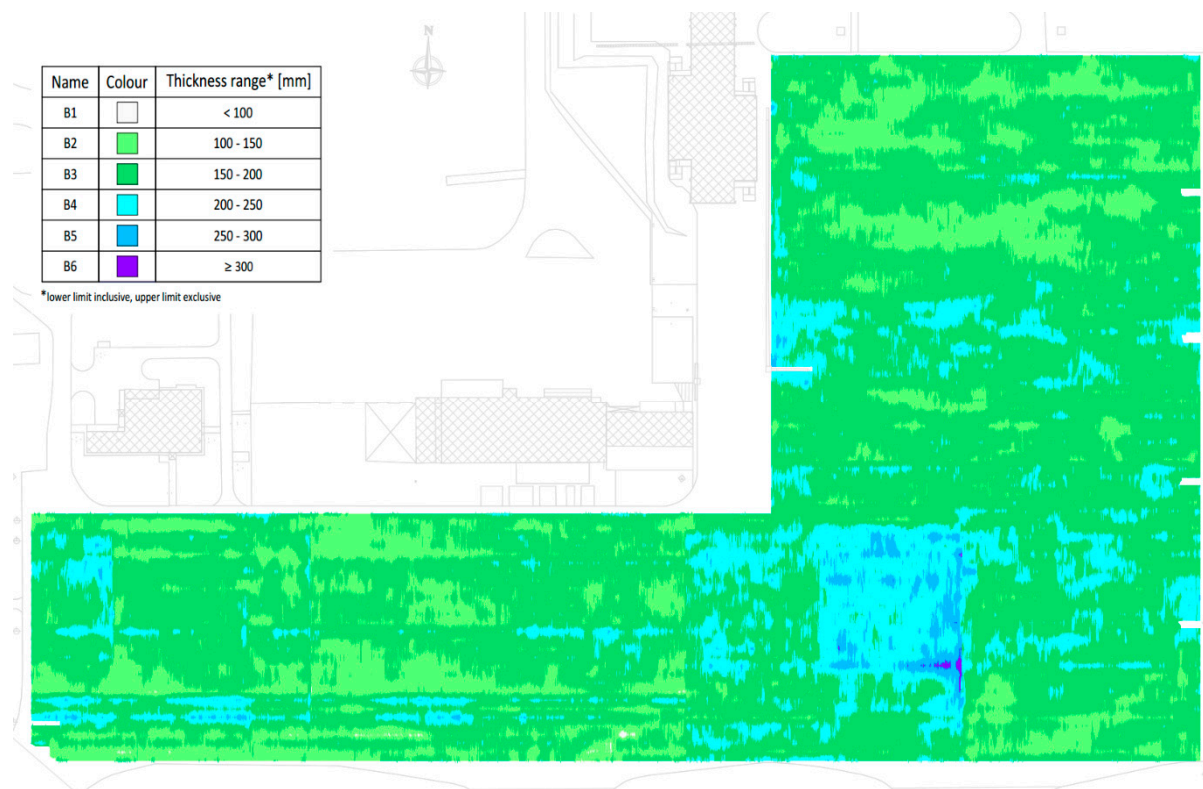 N
Name Colour Thickness range* [mm]
B1 < 100
B2 100 - 150
B3 150 - 200
B4 200 - 250
B5 250 - 300
B6 ≥ 300
*lower limit inclusive, upper limit exclusive